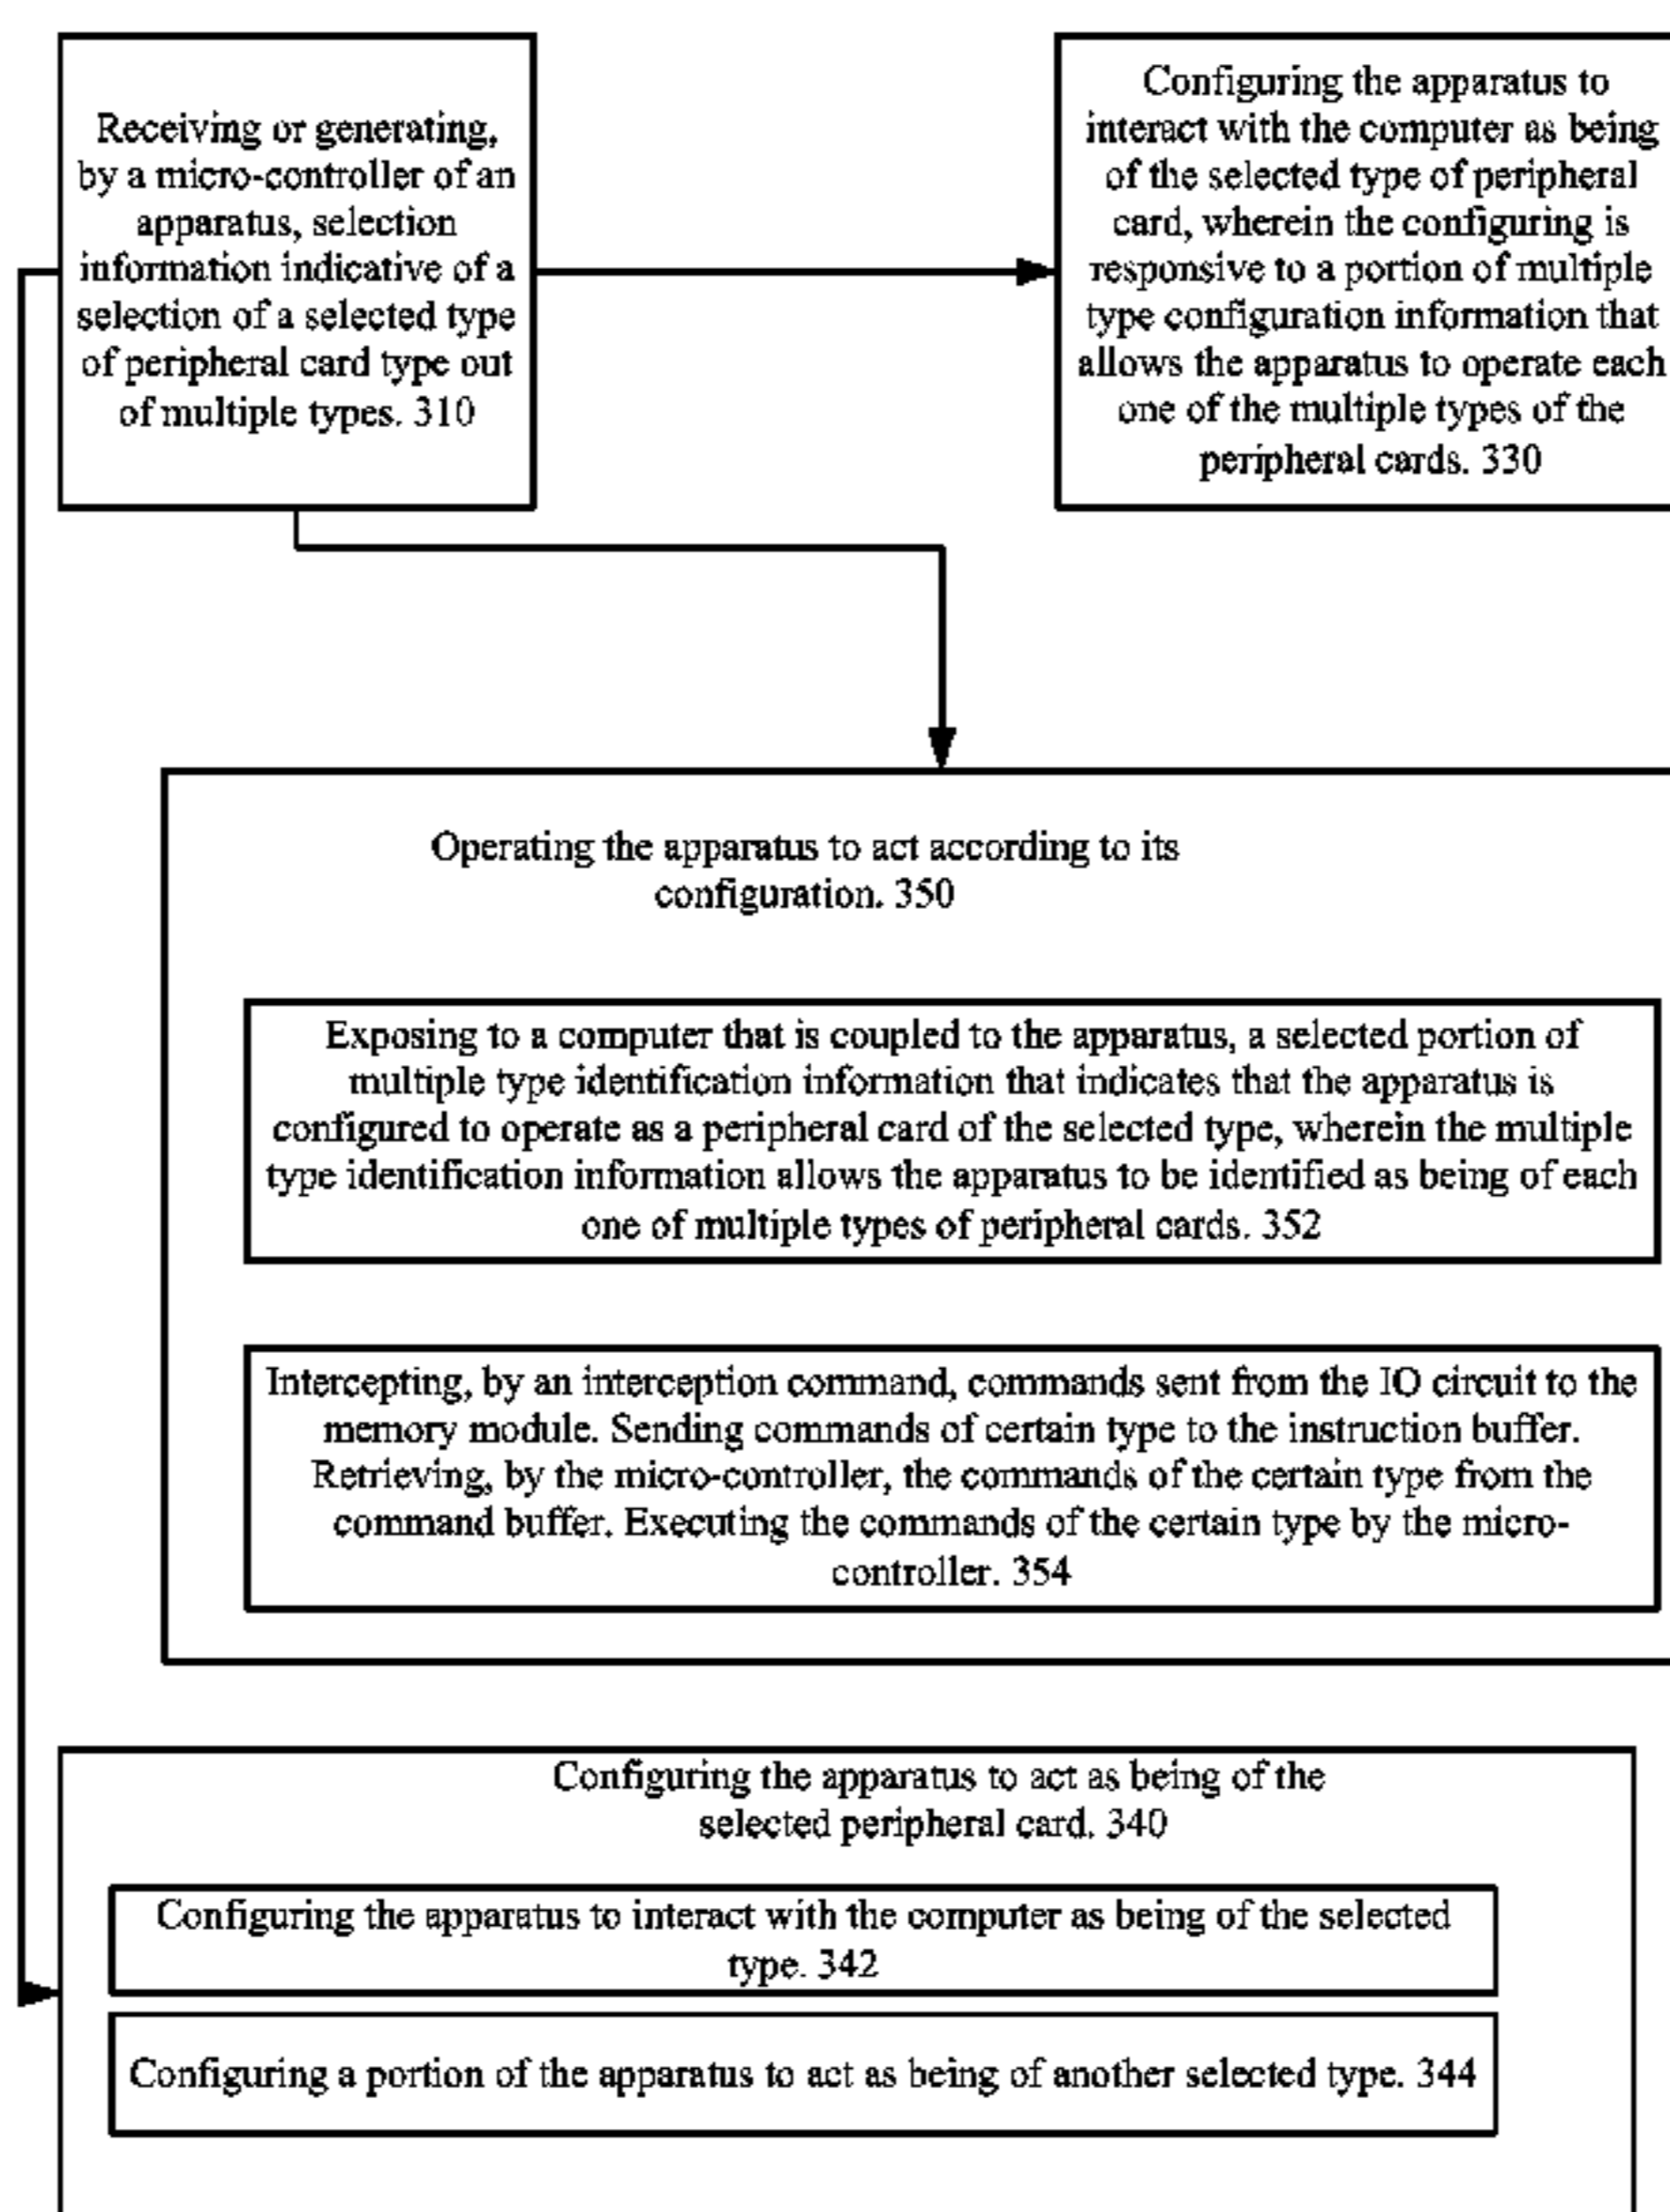 Receiving or generating,
by a micro-controller of an
apparatus, selection
information indicative of a
selection of a selected type
of peripheral card type out
of multiple types. 310
Configuring the apparatus to
interact with the computer as being
of the selected type of peripheral
card, wherein the configuring is
responsive to a portion of multiple
type configuration information that
allows the apparatus to operate each
one of the multiple types of the
peripheral cards. 330
Operating the apparatus to act according to its
configuration. 350
Exposing to a computer that is coupled to the apparatus, a selected portion of
multiple type identification information that indicates that the apparatus is
configured to operate as a peripheral card of the selected type, wherein the multiple
type identification information allows the apparatus to be identified as being of each
one of multiple types of peripheral cards. 352
Intercepting, by an interception command, commands sent from the IO circuit to the
memory module. Sending commands of certain type to the instruction buffer.
Retrieving, by the micro-controller, the commands of the certain type from the
command buffer. Executing the commands of the certain type by the micro-
controller. 354
Configuring the apparatus to act as being of the
selected peripheral card. 340
Configuring the apparatus to interact with the computer as being of the selected
type. 342
Configuring a portion of the apparatus to act as being of another selected type. 344